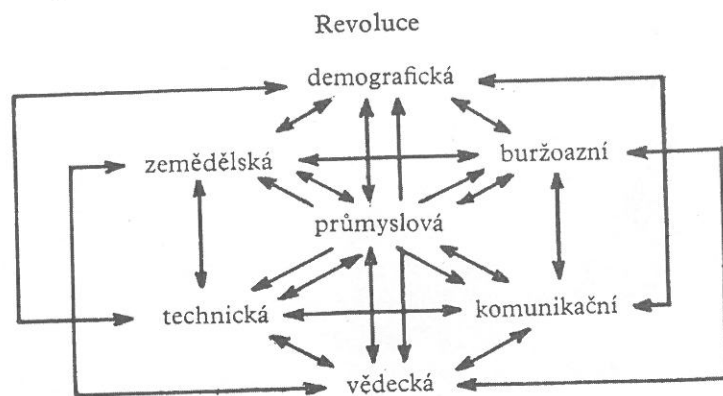 Revoluce
demografická
zemědělská buržoazní
průmyslová
technická komunikační
vědecká